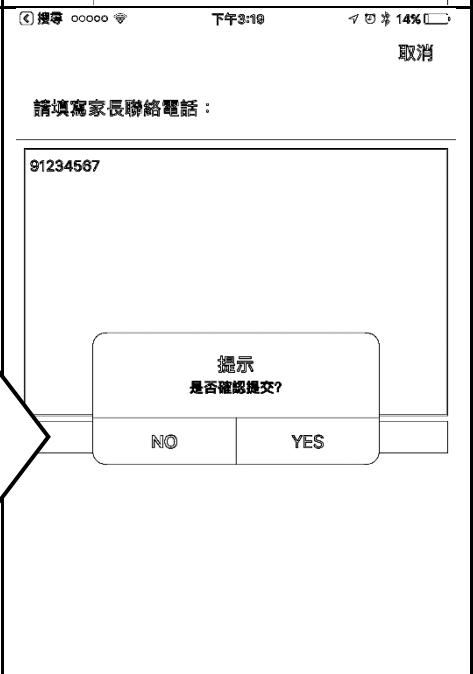 搜尋 下午3:19 14%
取消
請填寫家長聯絡電話：
91234567
提示
是否確認提交?
NO YES